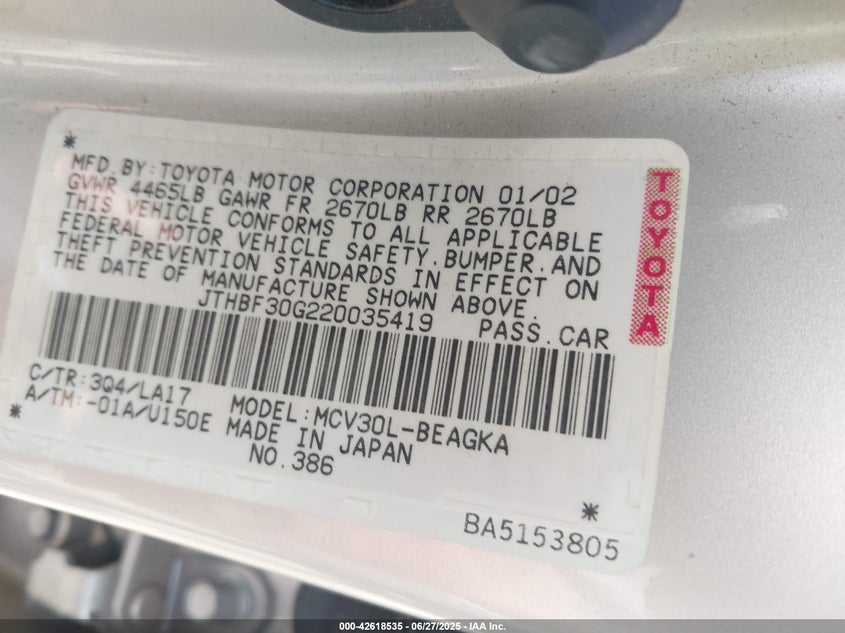 *
MFD.BY:TOYOTA MOTOR CORPORATION 01/02
GVWR 4465LB GAWR FR 2670LB RR 2670LB
THIS VEHICLE CONFORMS TO ALL APPLICABLE
FEDERAL MOTOR VEHICLE SAFETY.BUMPER.AND
THEFT PREVENTION STANDARDS IN EFFECT ON
THE DATE OF MANUFACTURE SHOWN ABOVE.
JTHBF30G220035419 PASS.CAR
TOYOTA
C/TR:3Q4/LA17 MODEL:MCV30L-BEAGKA
A/TM:-01A/U150E MADE IN JAPAN
* NO.386
*
BA5153805
000-42618535 - 06/27/2025 - IAA Inc.